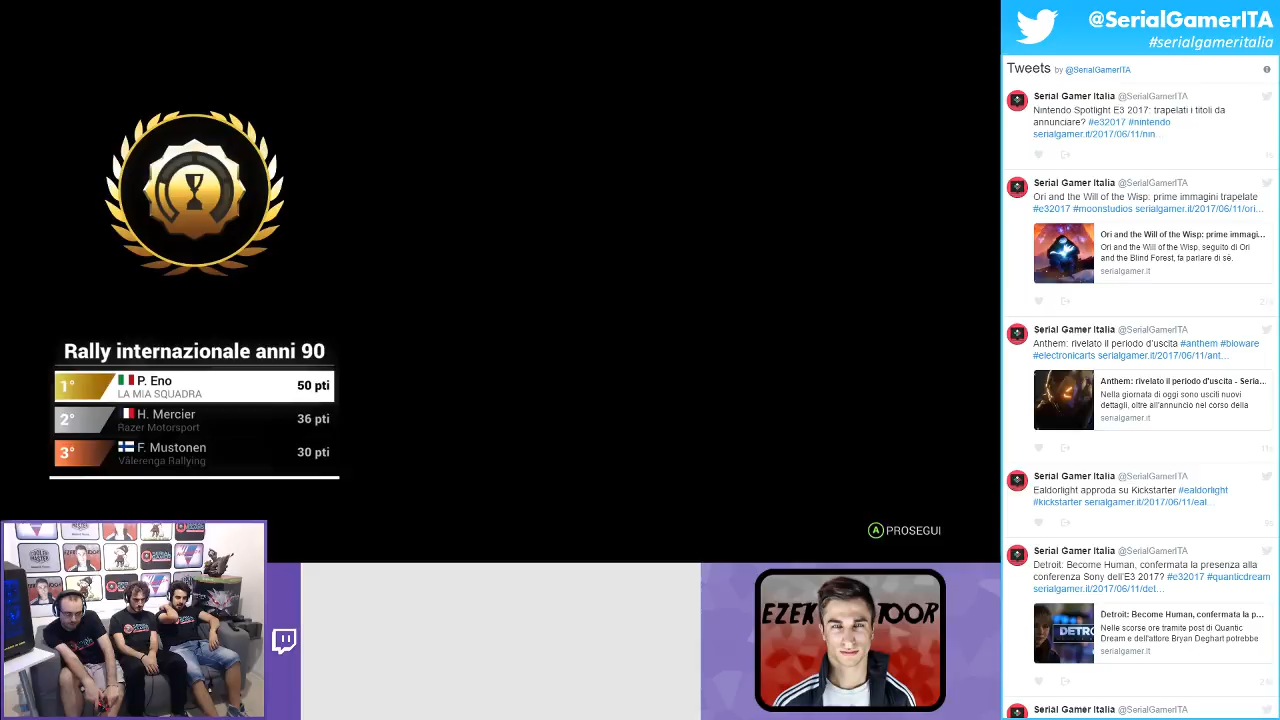 Rally internazionale anni 90
1° P. Eno 50 pti
LA MIA SQUADRA
2° H. Mercier 36 pti
Razer Motorsport
3° F. Mustonen 30 pti
Vålerenga Rallying
A PROSEGUI
EZEK TOOR
@SerialGamerITA
#serialgameritalia
Tweets by @SerialGamerITA
Serial Gamer Italia @SerialGamerITA
Nintendo Spotlight E3 2017: trapelati i titoli da
annunciare? #e32017 #nintendo
serialgamer.it/2017/06/11/nin…
Serial Gamer Italia @SerialGamerITA
Ori and the Will of the Wisp: prime immagini trapelate
#e32017 #moonstudios serialgamer.it/2017/06/11/ori…
Ori and the Will of the Wisp: prime immagi...
Ori and the Will of the Wisp, seguito di Ori
and the Blind Forest, fa parlare di sè.
serialgamer.it
Serial Gamer Italia @SerialGamerITA
Anthem: rivelato il periodo d'uscita #anthem #bioware
#electronicarts serialgamer.it/2017/06/11/ant…
Anthem: rivelato il periodo d'uscita - Seria...
Nella giornata di oggi sono usciti nuovi
dettagli, oltre all'annuncio nel corso della
serialgamer.it
Serial Gamer Italia @SerialGamerITA
Ealdorlight approda su Kickstarter #ealdorlight
#kickstarter serialgamer.it/2017/06/11/eal…
Serial Gamer Italia @SerialGamerITA
Detroit: Become Human, confermata la presenza alla
conferenza Sony dell'E3 2017? #e32017 #quanticdream
serialgamer.it/2017/06/11/det…
DETRO
Detroit: Become Human, confermata la p...
Nelle scorse ore tramite post di Quantic
Dream e dell'attore Bryan Deghart potrebbe
serialgamer.it
Serial Gamer Italia @SerialGamerITA